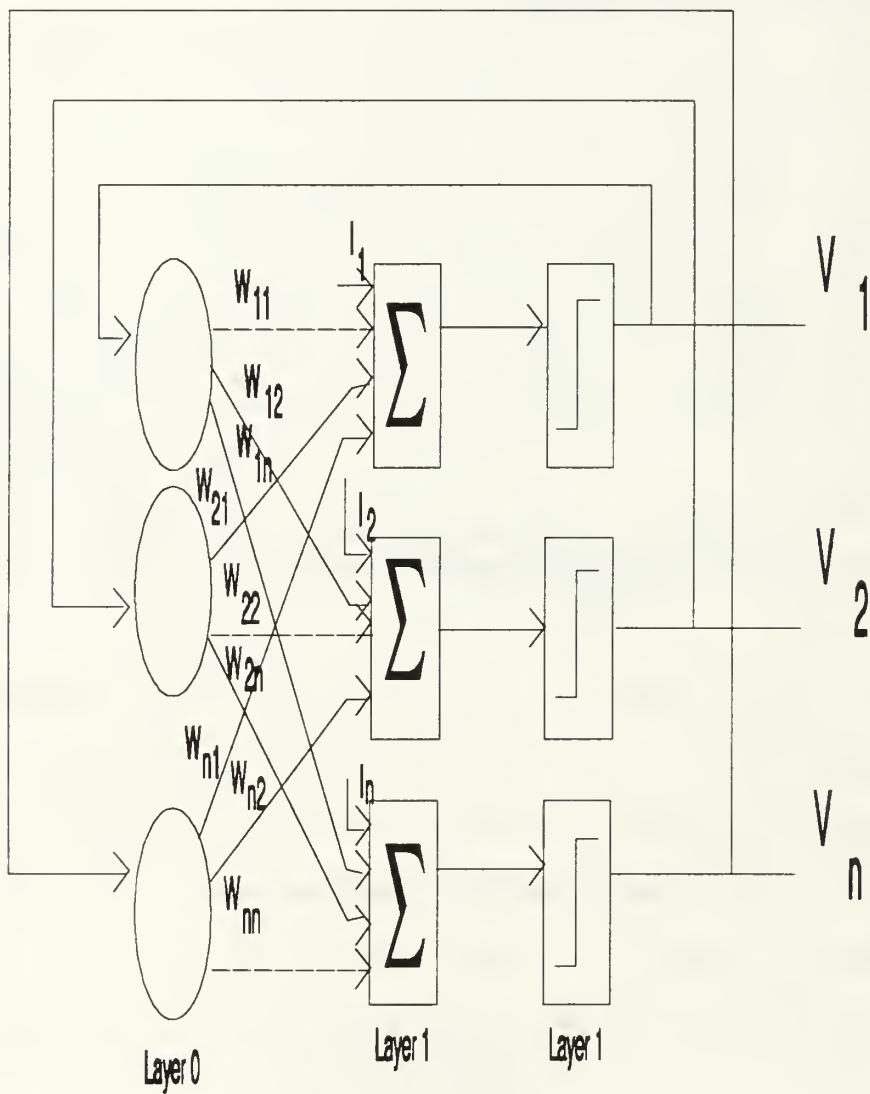 I1
V1
W11
Σ
W12
W1n
W21
I2
V2
Σ
W22
W2n
Wn1
Wn2
In
Vn
Σ
Wnn
Layer 0
Layer 1
Layer 1